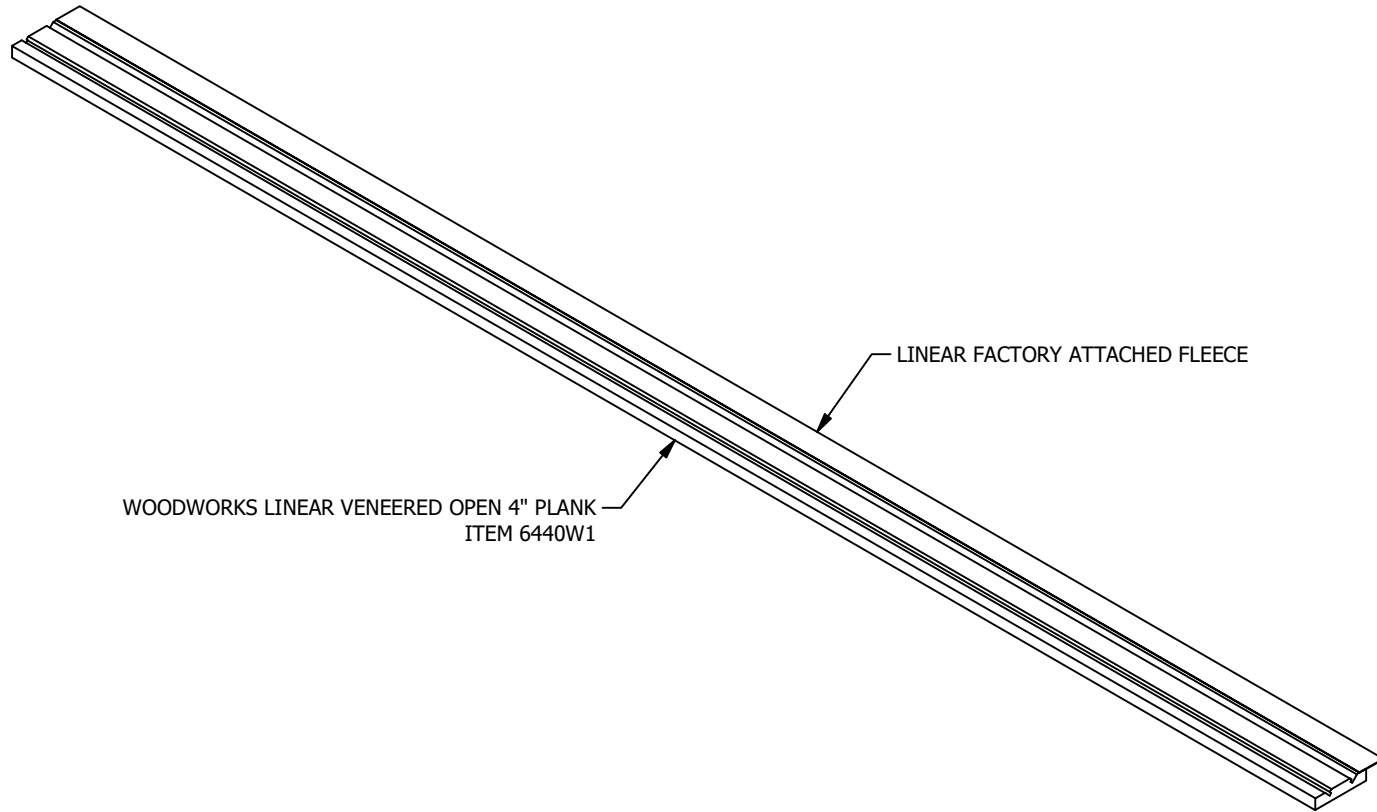 LINEAR FACTORY ATTACHED FLEECE
WOODWORKS LINEAR VENEERED OPEN 4" PLANK
ITEM 6440W1